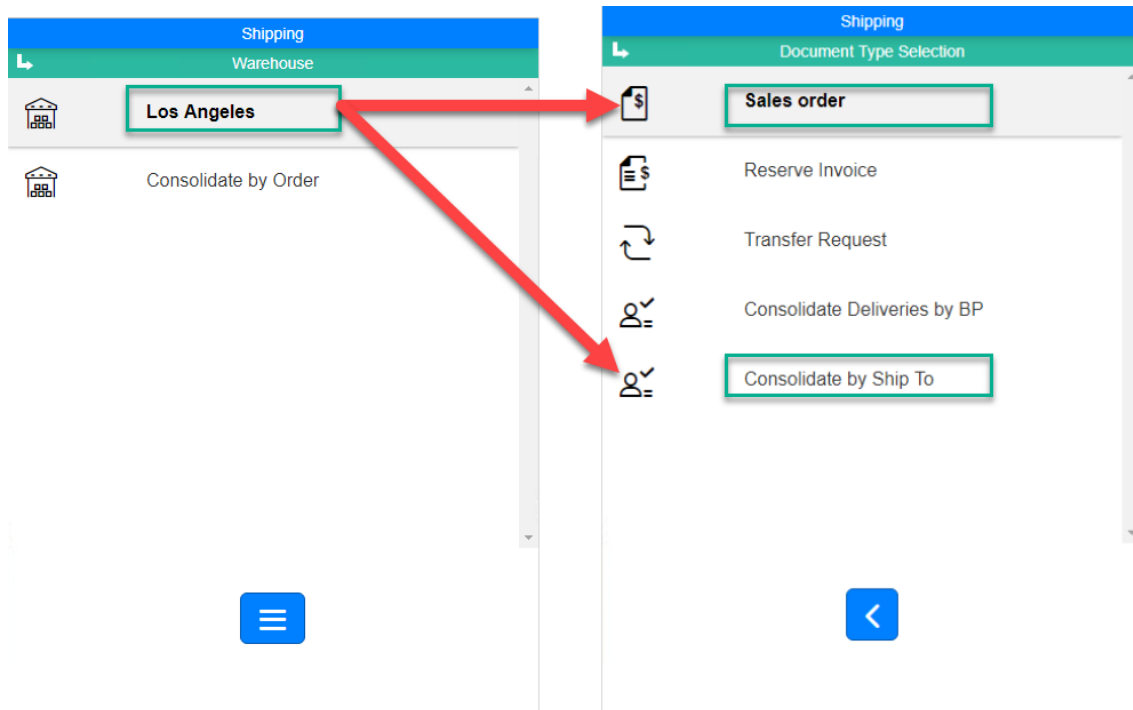 Shipping
Warehouse
Los Angeles
Consolidate by Order
Shipping
Document Type Selection
Sales order
Reserve Invoice
Transfer Request
Consolidate Deliveries by BP
Consolidate by Ship To